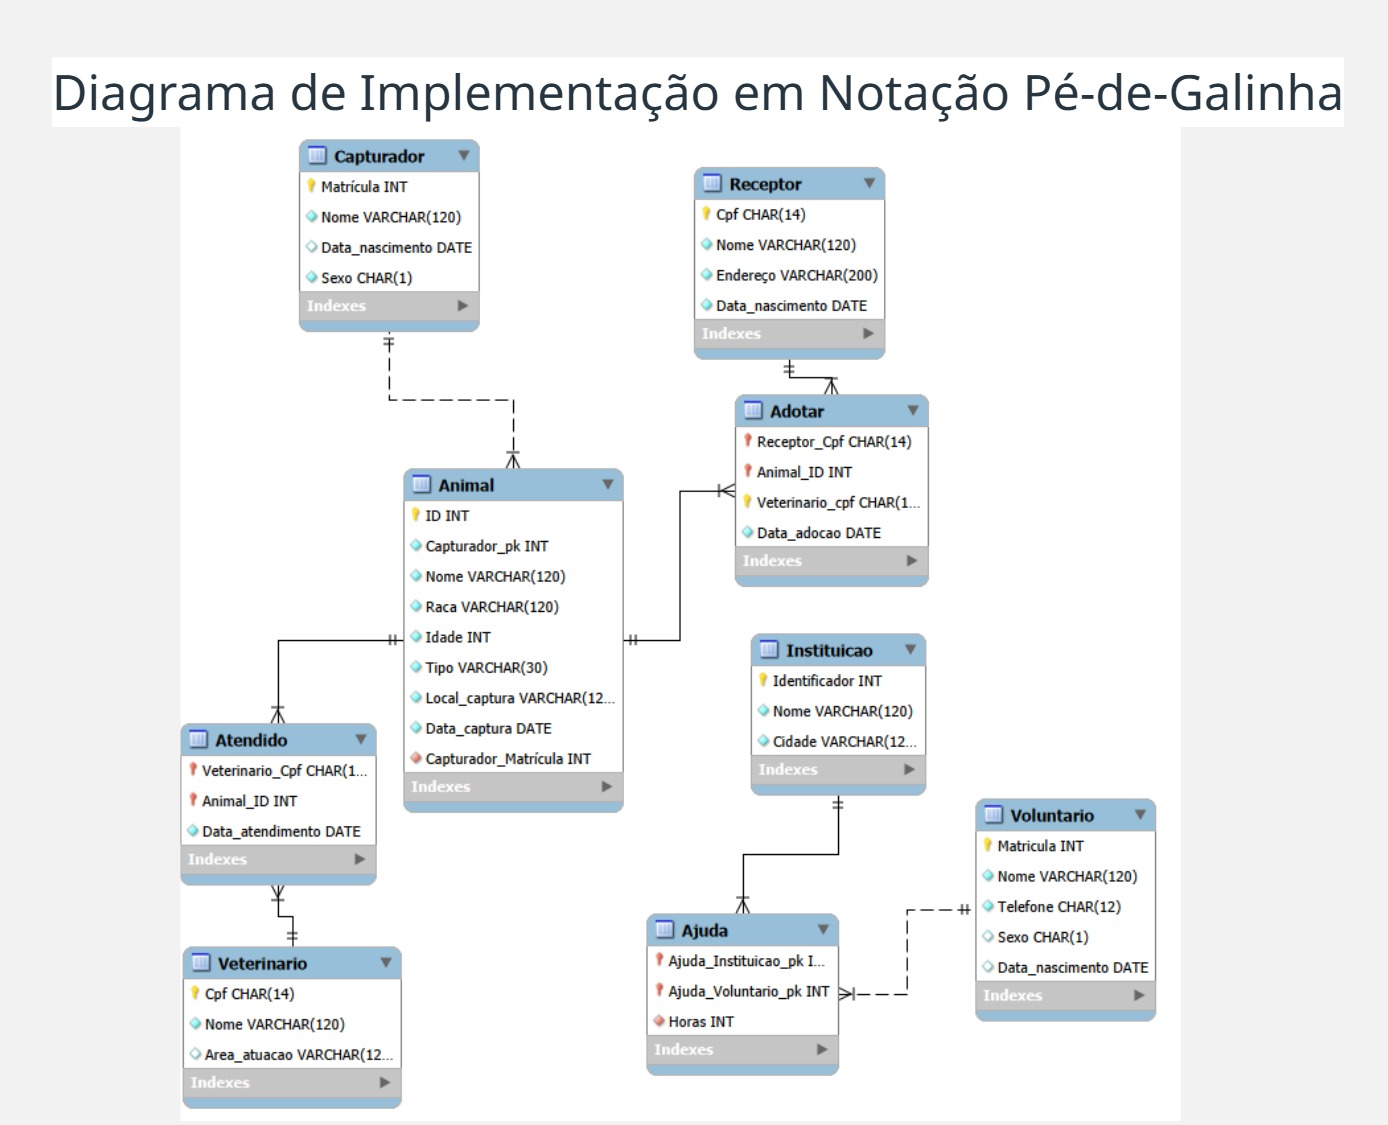 Diagrama de Implementação em Notação Pé-de-Galinha
Capturador
Matrícula INT
Nome VARCHAR(120)
Data_nascimento DATE
Sexo CHAR(1)
Indexes
Receptor
Cpf CHAR(14)
Nome VARCHAR(120)
Endereço VARCHAR(200)
Data_nascimento DATE
Indexes
Adotar
Receptor_Cpf CHAR(14)
Animal_ID INT
Veterinario_cpf CHAR(1...
Data_adocao DATE
Indexes
Animal
ID INT
Capturador_pk INT
Nome VARCHAR(120)
Raca VARCHAR(120)
Idade INT
Tipo VARCHAR(30)
Local_captura VARCHAR(12...
Data_captura DATE
Capturador_Matrícula INT
Indexes
Instituicao
Identificador INT
Nome VARCHAR(120)
Cidade VARCHAR(12...
Indexes
Atendido
Veterinario_Cpf CHAR(1...
Animal_ID INT
Data_atendimento DATE
Indexes
Voluntario
Matricula INT
Nome VARCHAR(120)
Telefone CHAR(12)
Sexo CHAR(1)
Data_nascimento DATE
Indexes
Ajuda
Ajuda_Instituicao_pk I...
Ajuda_Voluntario_pk INT
Horas INT
Indexes
Veterinario
Cpf CHAR(14)
Nome VARCHAR(120)
Area_atuacao VARCHAR(12...
Indexes